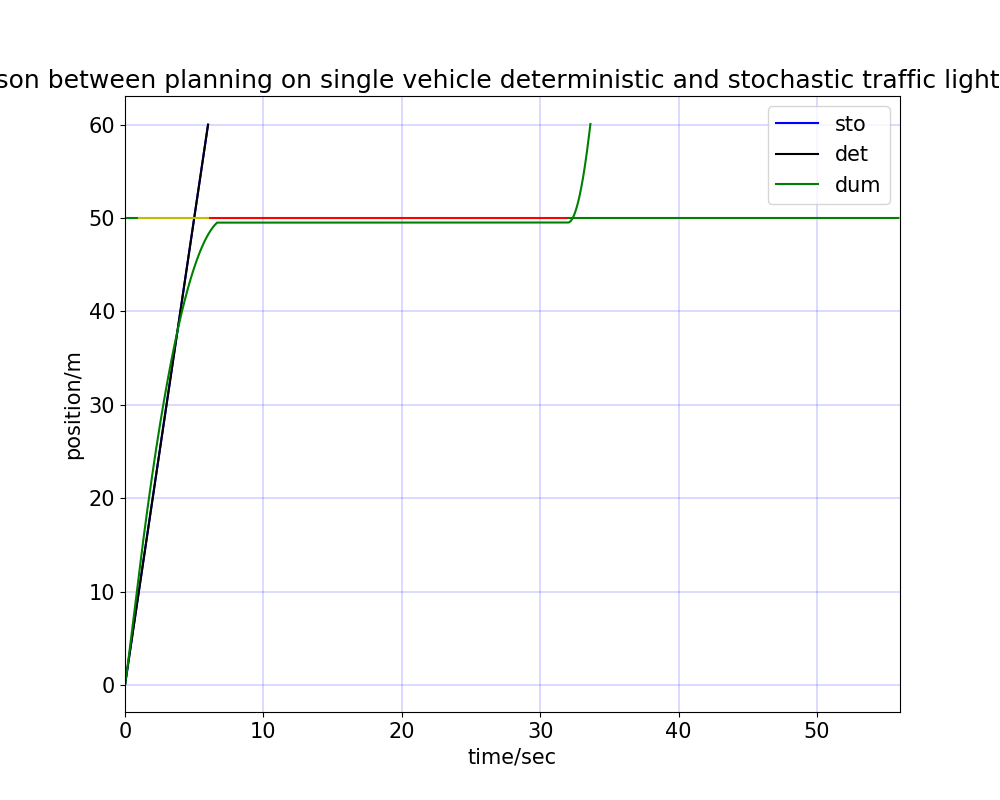 son between planning on single vehicle deterministic and stochastic traffic light
sto
det
dum
60
50
40
30
20
10
0
position/m
0 10 20 30 40 50
time/sec